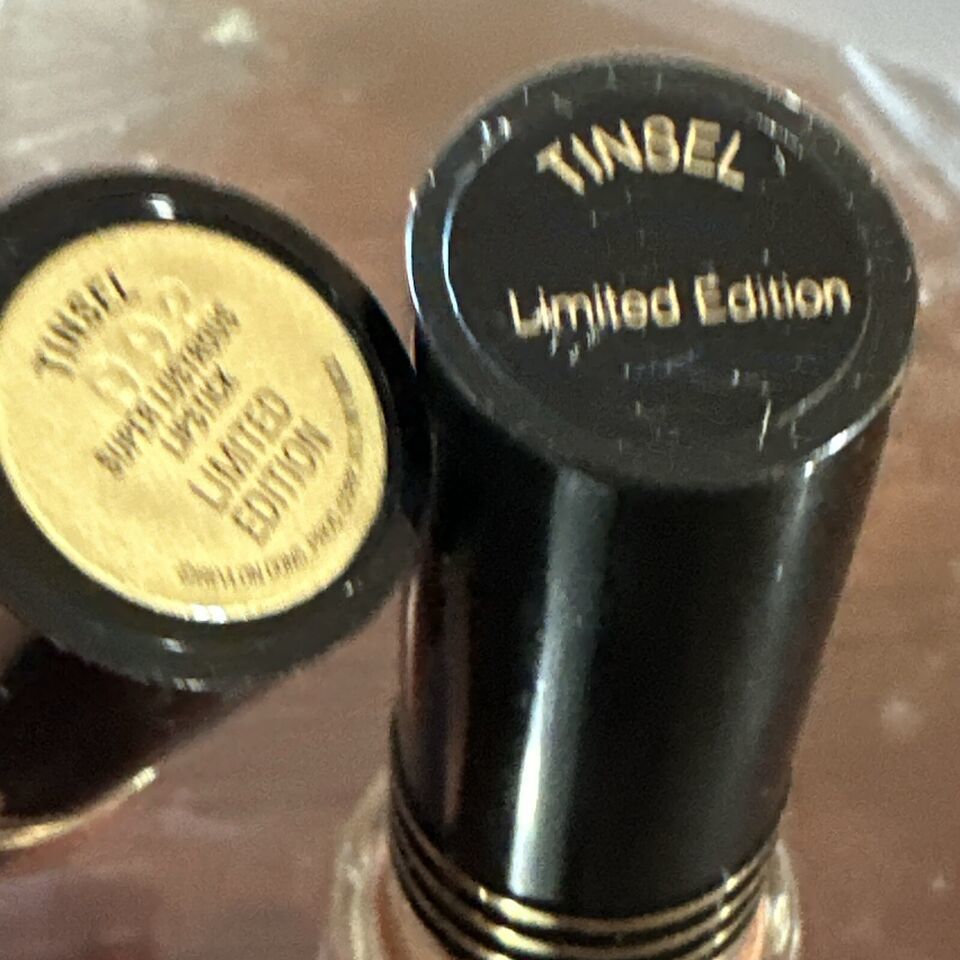 TINSEL
SUPER LUSTROUS
LIPSTICK
LIMITED
EDITION
TINSEL
Limited Edition